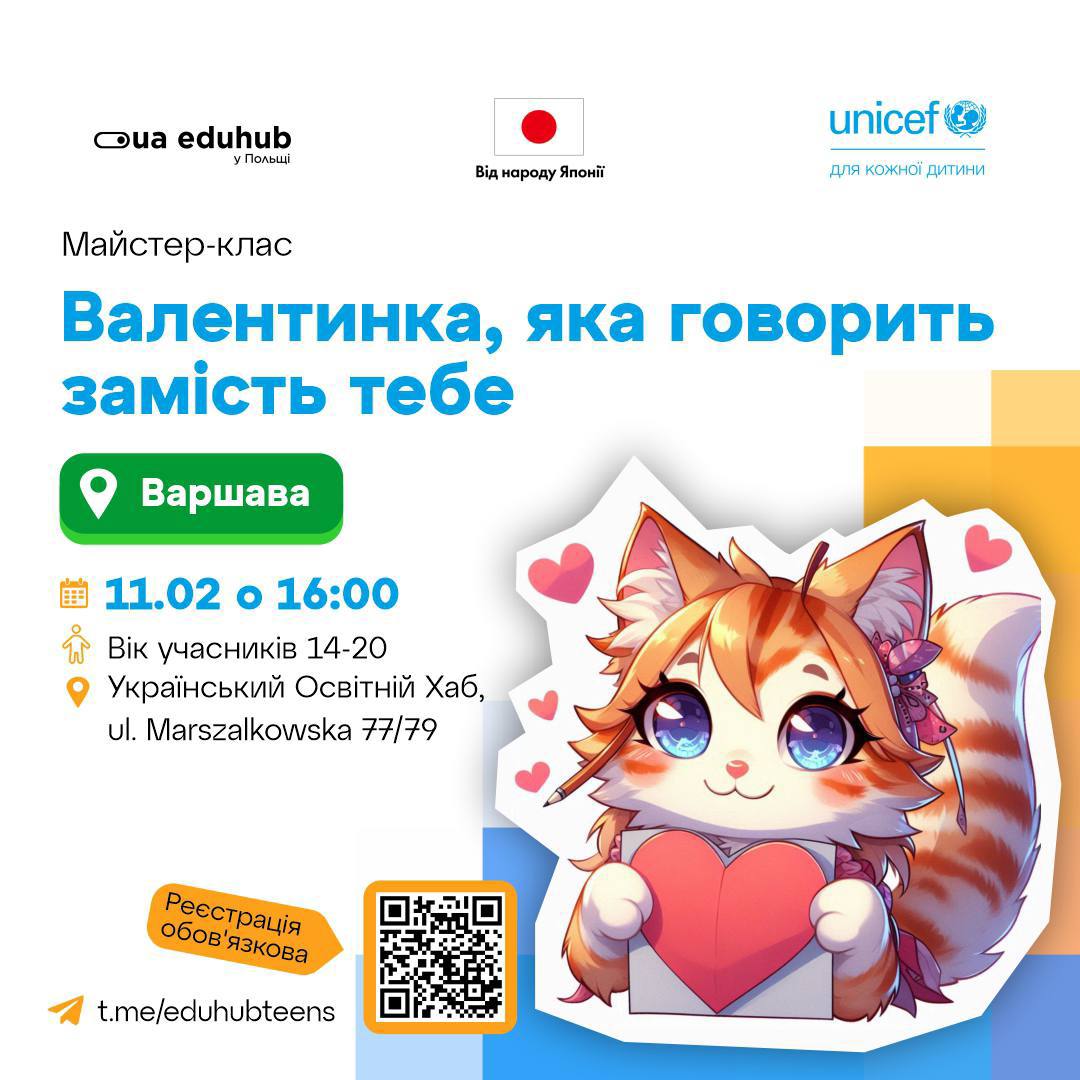 ua eduhub
у Польщі
Від народу Японії
unicef
для кожної дитини
Майстер-клас
Валентинка, яка говорить
замість тебе
Варшава
11.02 о 16:00
Вік учасників 14-20
Український Освітній Хаб,
ul. Marszalkowska 77/79
Реєстрація
обов'язкова
t.me/eduhubteens